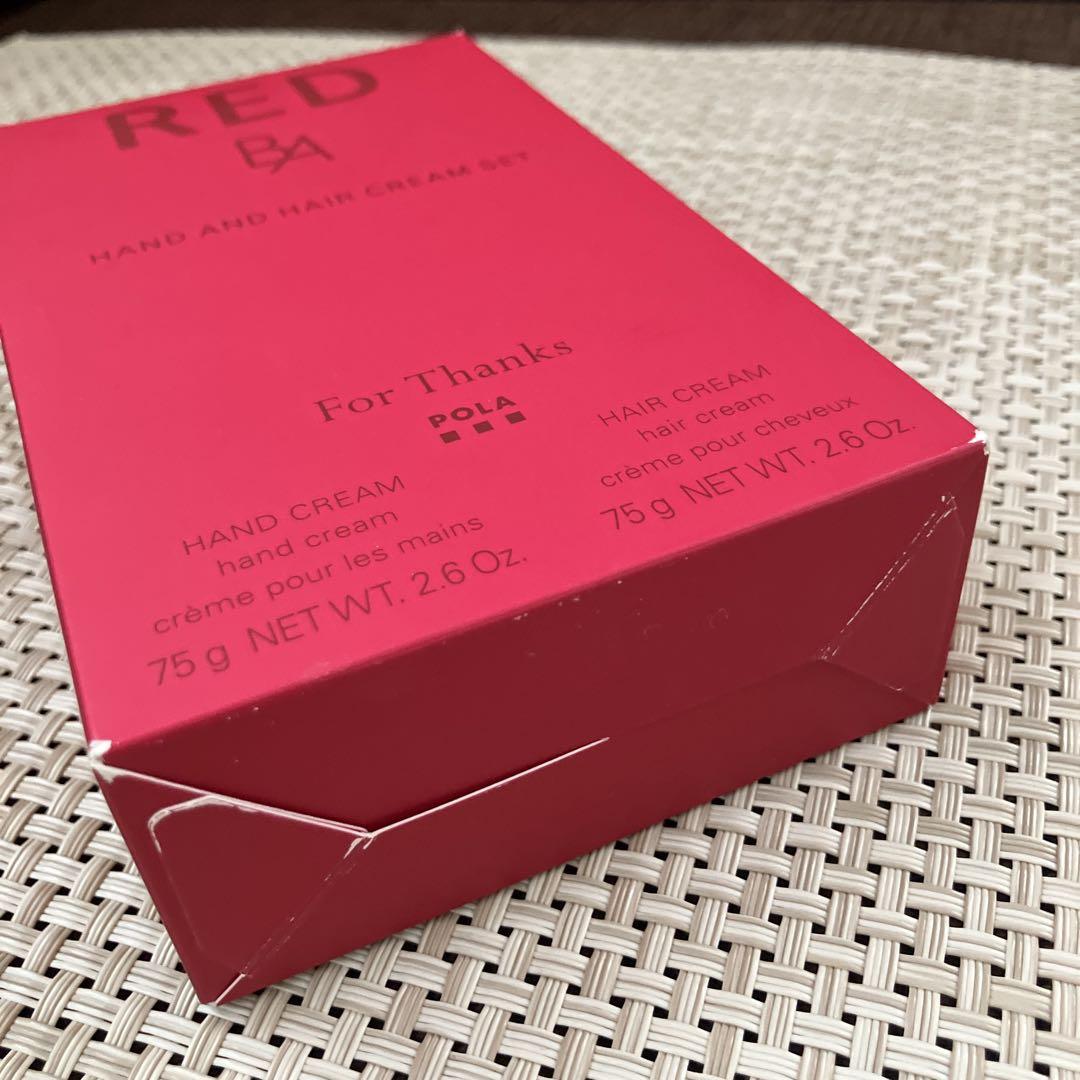 RED
BA
HAND AND HAIR CREAM SET
For Thanks
POLA
HAND CREAM
hand cream
crème pour les mains
75 g NET WT. 2.6 Oz.
HAIR CREAM
hair cream
crème pour cheveux
75 g NET WT. 2.6 Oz.